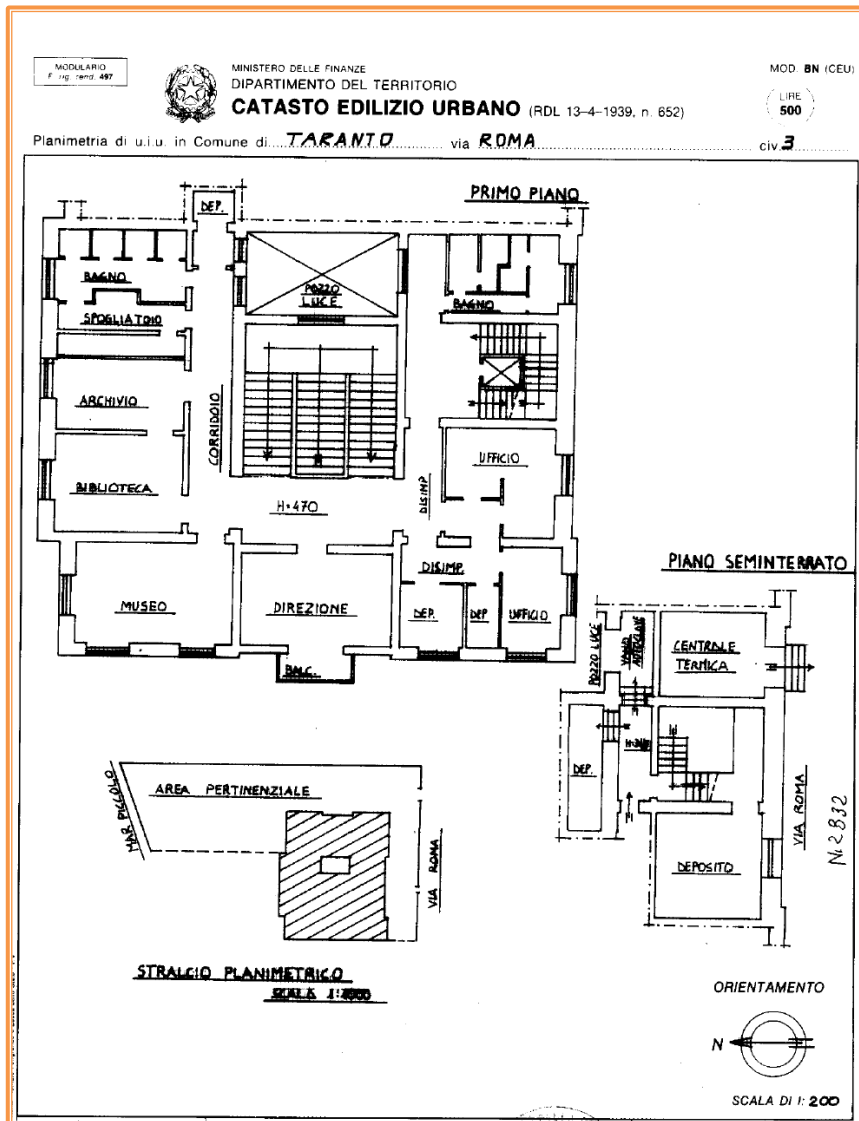 MODULARIO
F. rig. rend. 497
MINISTERO DELLE FINANZE
DIPARTIMENTO DEL TERRITORIO
CATASTO EDILIZIO URBANO (RDL 13-4-1939, n. 652)
MOD. BN (CEU)
LIRE
500
Planimetria di u.i.u. in Comune di TARANTO via ROMA civ. 3
PRIMO PIANO
DEP.
BAGNO
SPOGLIATOIO
POZZO
LUCE
BAGNO
ARCHIVIO
CORRIDOIO
BIBLIOTECA
UFFICIO
DISIMP.
H=470
DISIMP.
MUSEO
DIREZIONE
DEP.
DEP
UFFICIO
BALC.
PIANO SEMINTERRATO
POZZO LUCE
VANO
AUTOCLAVE
CENTRALE
TERMICA
DEP.
DEPOSITO
VIA ROMA
N. 2832
MAR PICCOLO
AREA PERTINENZIALE
VIA ROMA
STRALCIO PLANIMETRICO
ORIENTAMENTO
N
SCALA DI 1: 200